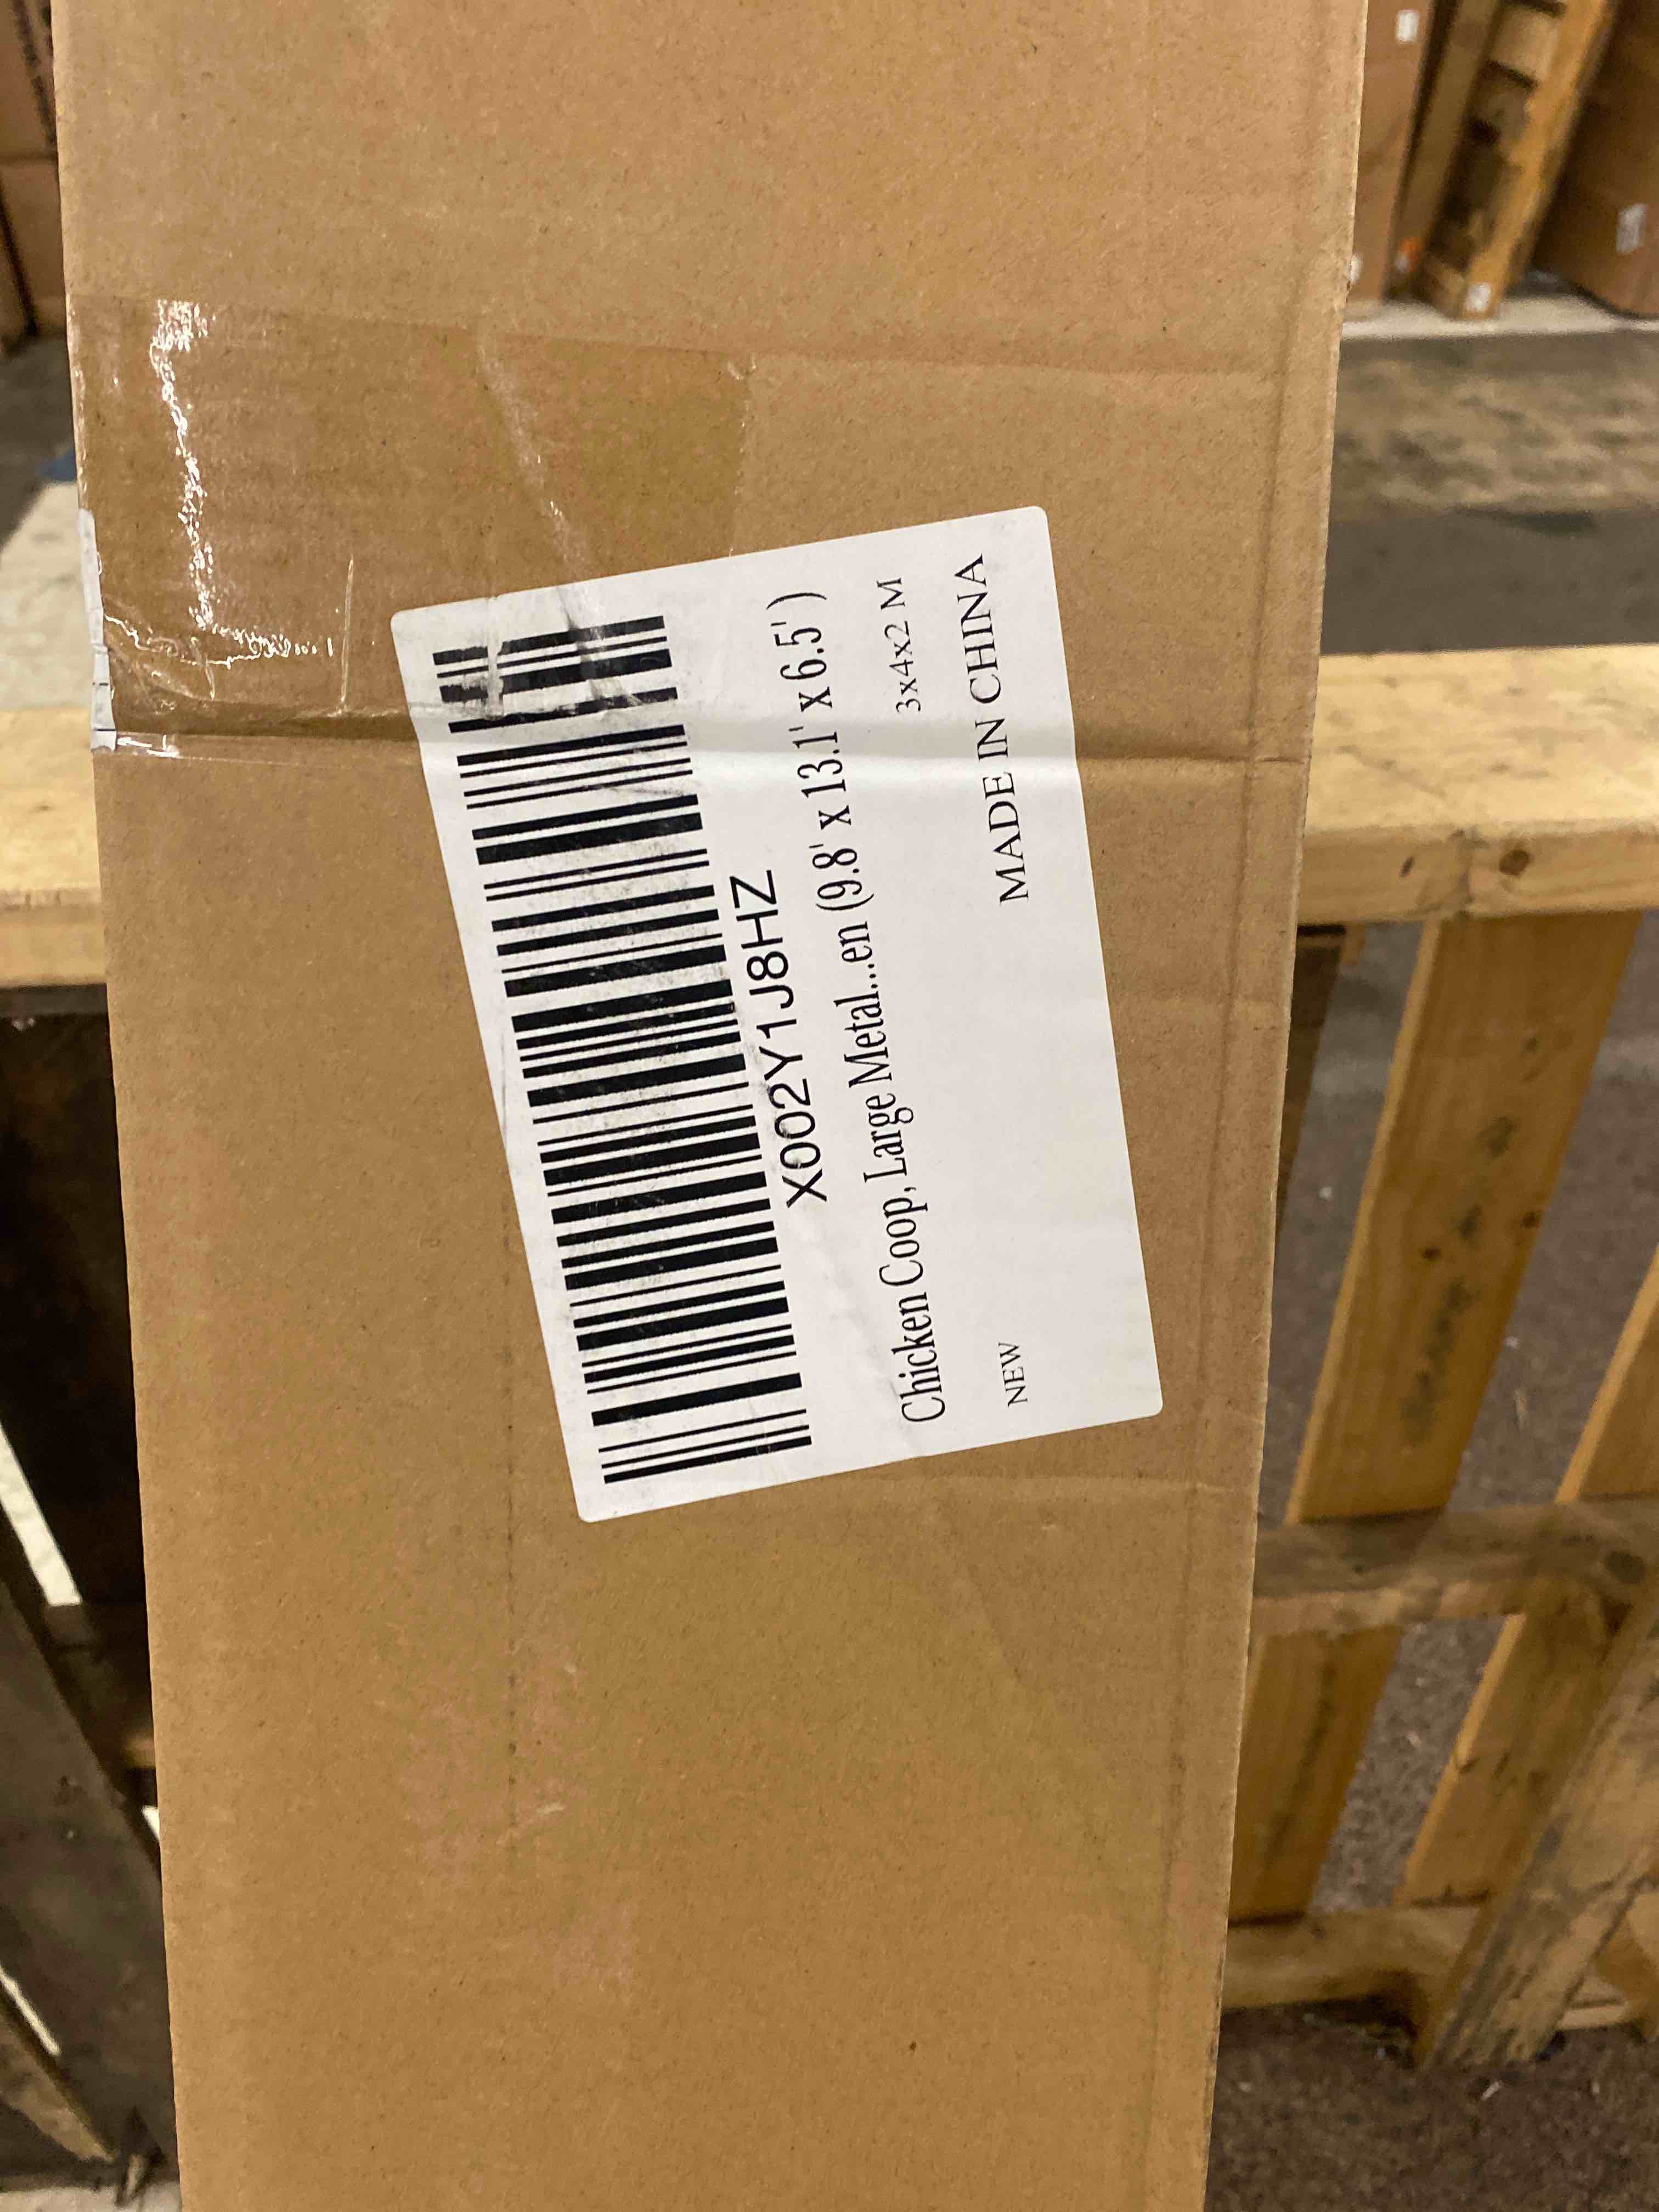 X002Y1J8HZ
Chicken Coop, Large Metal...en (9.8' x 13.1' x 6.5')
NEW
3x4x2 M
MADE IN CHINA